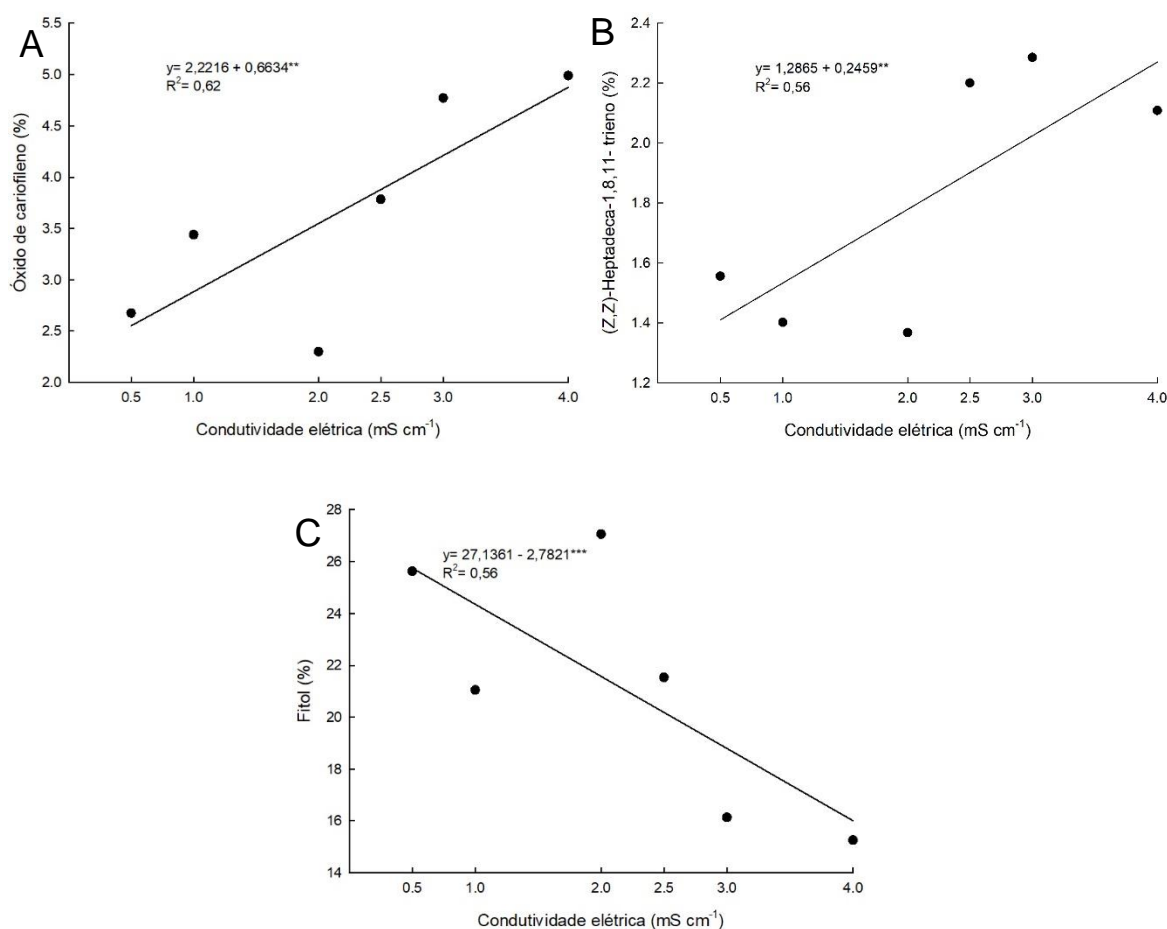 A
5.5
5.0
4.5
4.0
3.5
3.0
2.5
2.0
Óxido de cariofileno (%)
y= 2,2216 + 0,6634**
R²= 0,62
0.5 1.0 2.0 2.5 3.0 4.0
Condutividade elétrica (mS cm⁻¹)
B
2.4
2.2
2.0
1.8
1.6
1.4
1.2
(Z,Z)-Heptadeca-1,8,11- trieno (%)
y= 1,2865 + 0,2459**
R²= 0,56
0.5 1.0 2.0 2.5 3.0 4.0
Condutividade elétrica (mS cm⁻¹)
C
28
26
24
22
20
18
16
14
Fitol (%)
y= 27,1361 - 2,7821***
R²= 0,56
0.5 1.0 2.0 2.5 3.0 4.0
Condutividade elétrica (mS cm⁻¹)